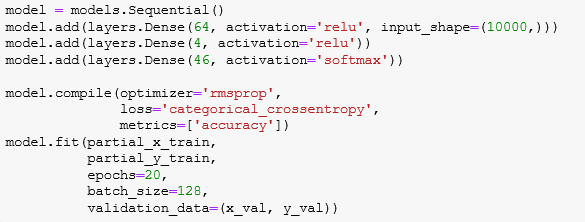 model = models.Sequential()
model.add(layers.Dense(64, activation='relu', input_shape=(10000,)))
model.add(layers.Dense(4, activation='relu'))
model.add(layers.Dense(46, activation='softmax'))

model.compile(optimizer='rmsprop',
              loss='categorical_crossentropy',
              metrics=['accuracy'])
model.fit(partial_x_train,
          partial_y_train,
          epochs=20,
          batch_size=128,
          validation_data=(x_val, y_val))